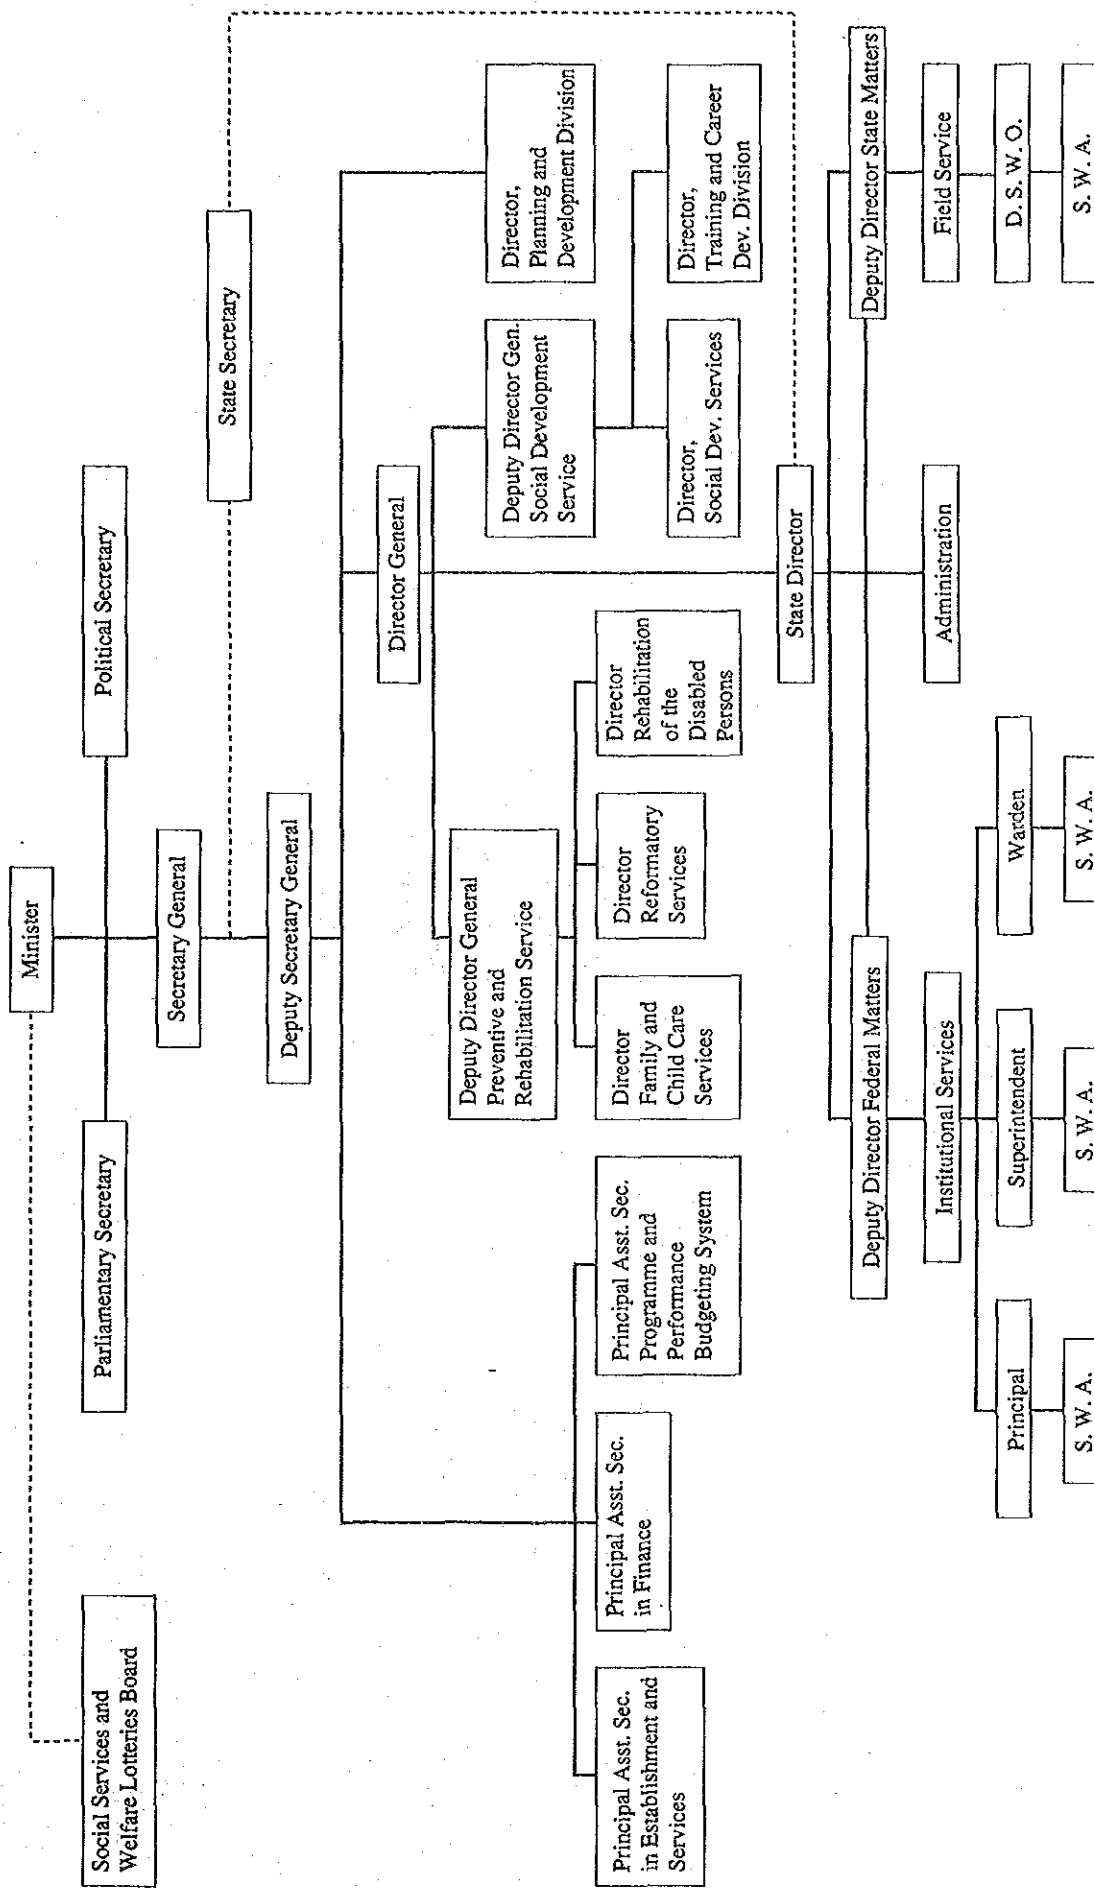 Minister
Social Services and
Welfare Lotteries Board
Parliamentary Secretary
Political Secretary
Secretary General
State Secretary
Deputy Secretary General
Director General
Deputy Director General
Preventive and
Rehabilitation Service
Deputy Director Gen.
Social Development
Service
Director,
Planning and
Development Division
Principal Asst. Sec.
in Establishment and
Services
Principal Asst. Sec.
in Finance
Principal Asst. Sec.
Programme and
Performance
Budgeting System
Director
Family and
Child Care
Services
Director
Reformatory
Services
Director
Rehabilitation
of the
Disabled
Persons
Director,
Social Dev. Services
Director,
Training and Career
Dev. Division
State Director
Deputy Director Federal Matters
Deputy Director State Matters
Institutional Services
Administration
Field Service
Principal
Superintendent
Warden
D. S. W. O.
S. W. A.
S. W. A.
S. W. A.
S. W. A.